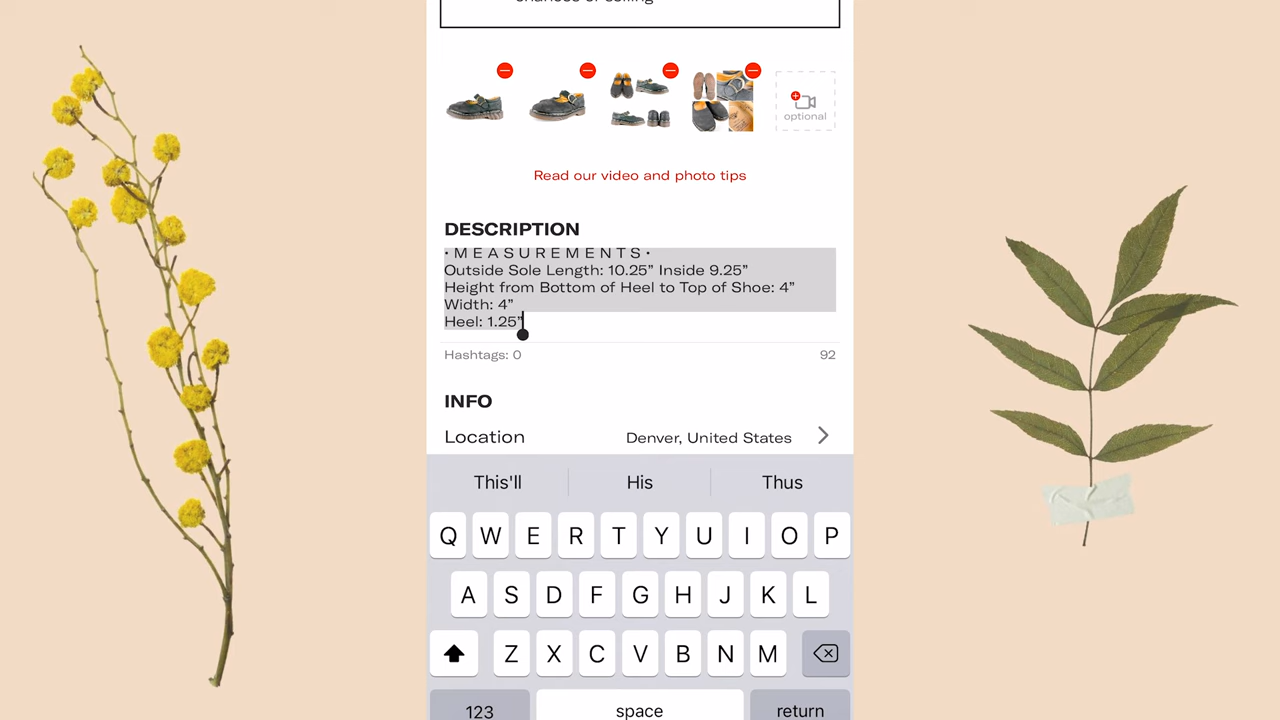 Read our video and photo tips
optional
DESCRIPTION
• M E A S U R E M E N T S •
Outside Sole Length: 10.25” Inside 9.25”
Height from Bottom of Heel to Top of Shoe: 4”
Width: 4”
Heel: 1.25”
Hashtags: 0 92
INFO
Location Denver, United States
This'll His Thus
Q W E R T Y U I O P
A S D F G H J K L
Z X C V B N M
123 space return